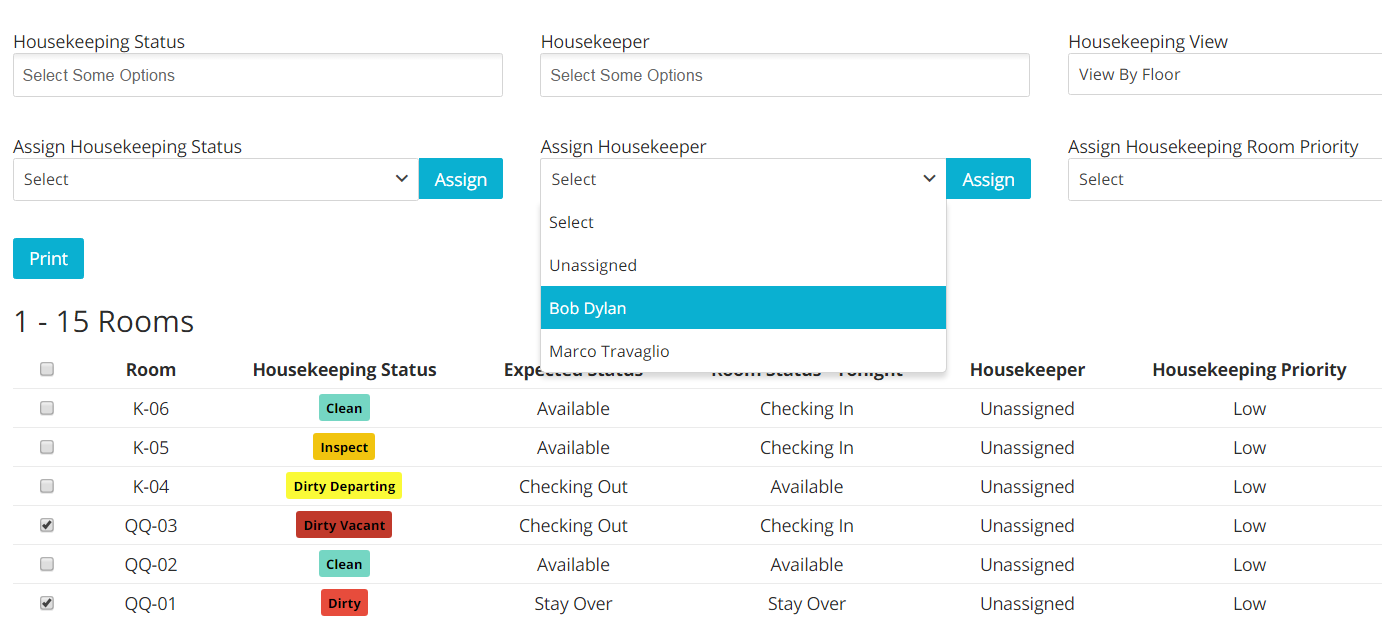 Housekeeping Status Housekeeper Housekeeping View
Select Some Options Select Some Options View By Floor
Assign Housekeeping Status Assign Housekeeper Assign Housekeeping Room Priority
Select Assign Select Assign Select
Select
Unassigned
Print
Bob Dylan
1 - 15 Rooms
Marco Travaglio
Room Housekeeping Status Expected Status Room Status - Tonight Housekeeper Housekeeping Priority
K-06 Clean Available Checking In Unassigned Low
K-05 Inspect Available Checking In Unassigned Low
K-04 Dirty Departing Checking Out Available Unassigned Low
QQ-03 Dirty Vacant Checking Out Checking In Unassigned Low
QQ-02 Clean Available Available Unassigned Low
QQ-01 Dirty Stay Over Stay Over Unassigned Low